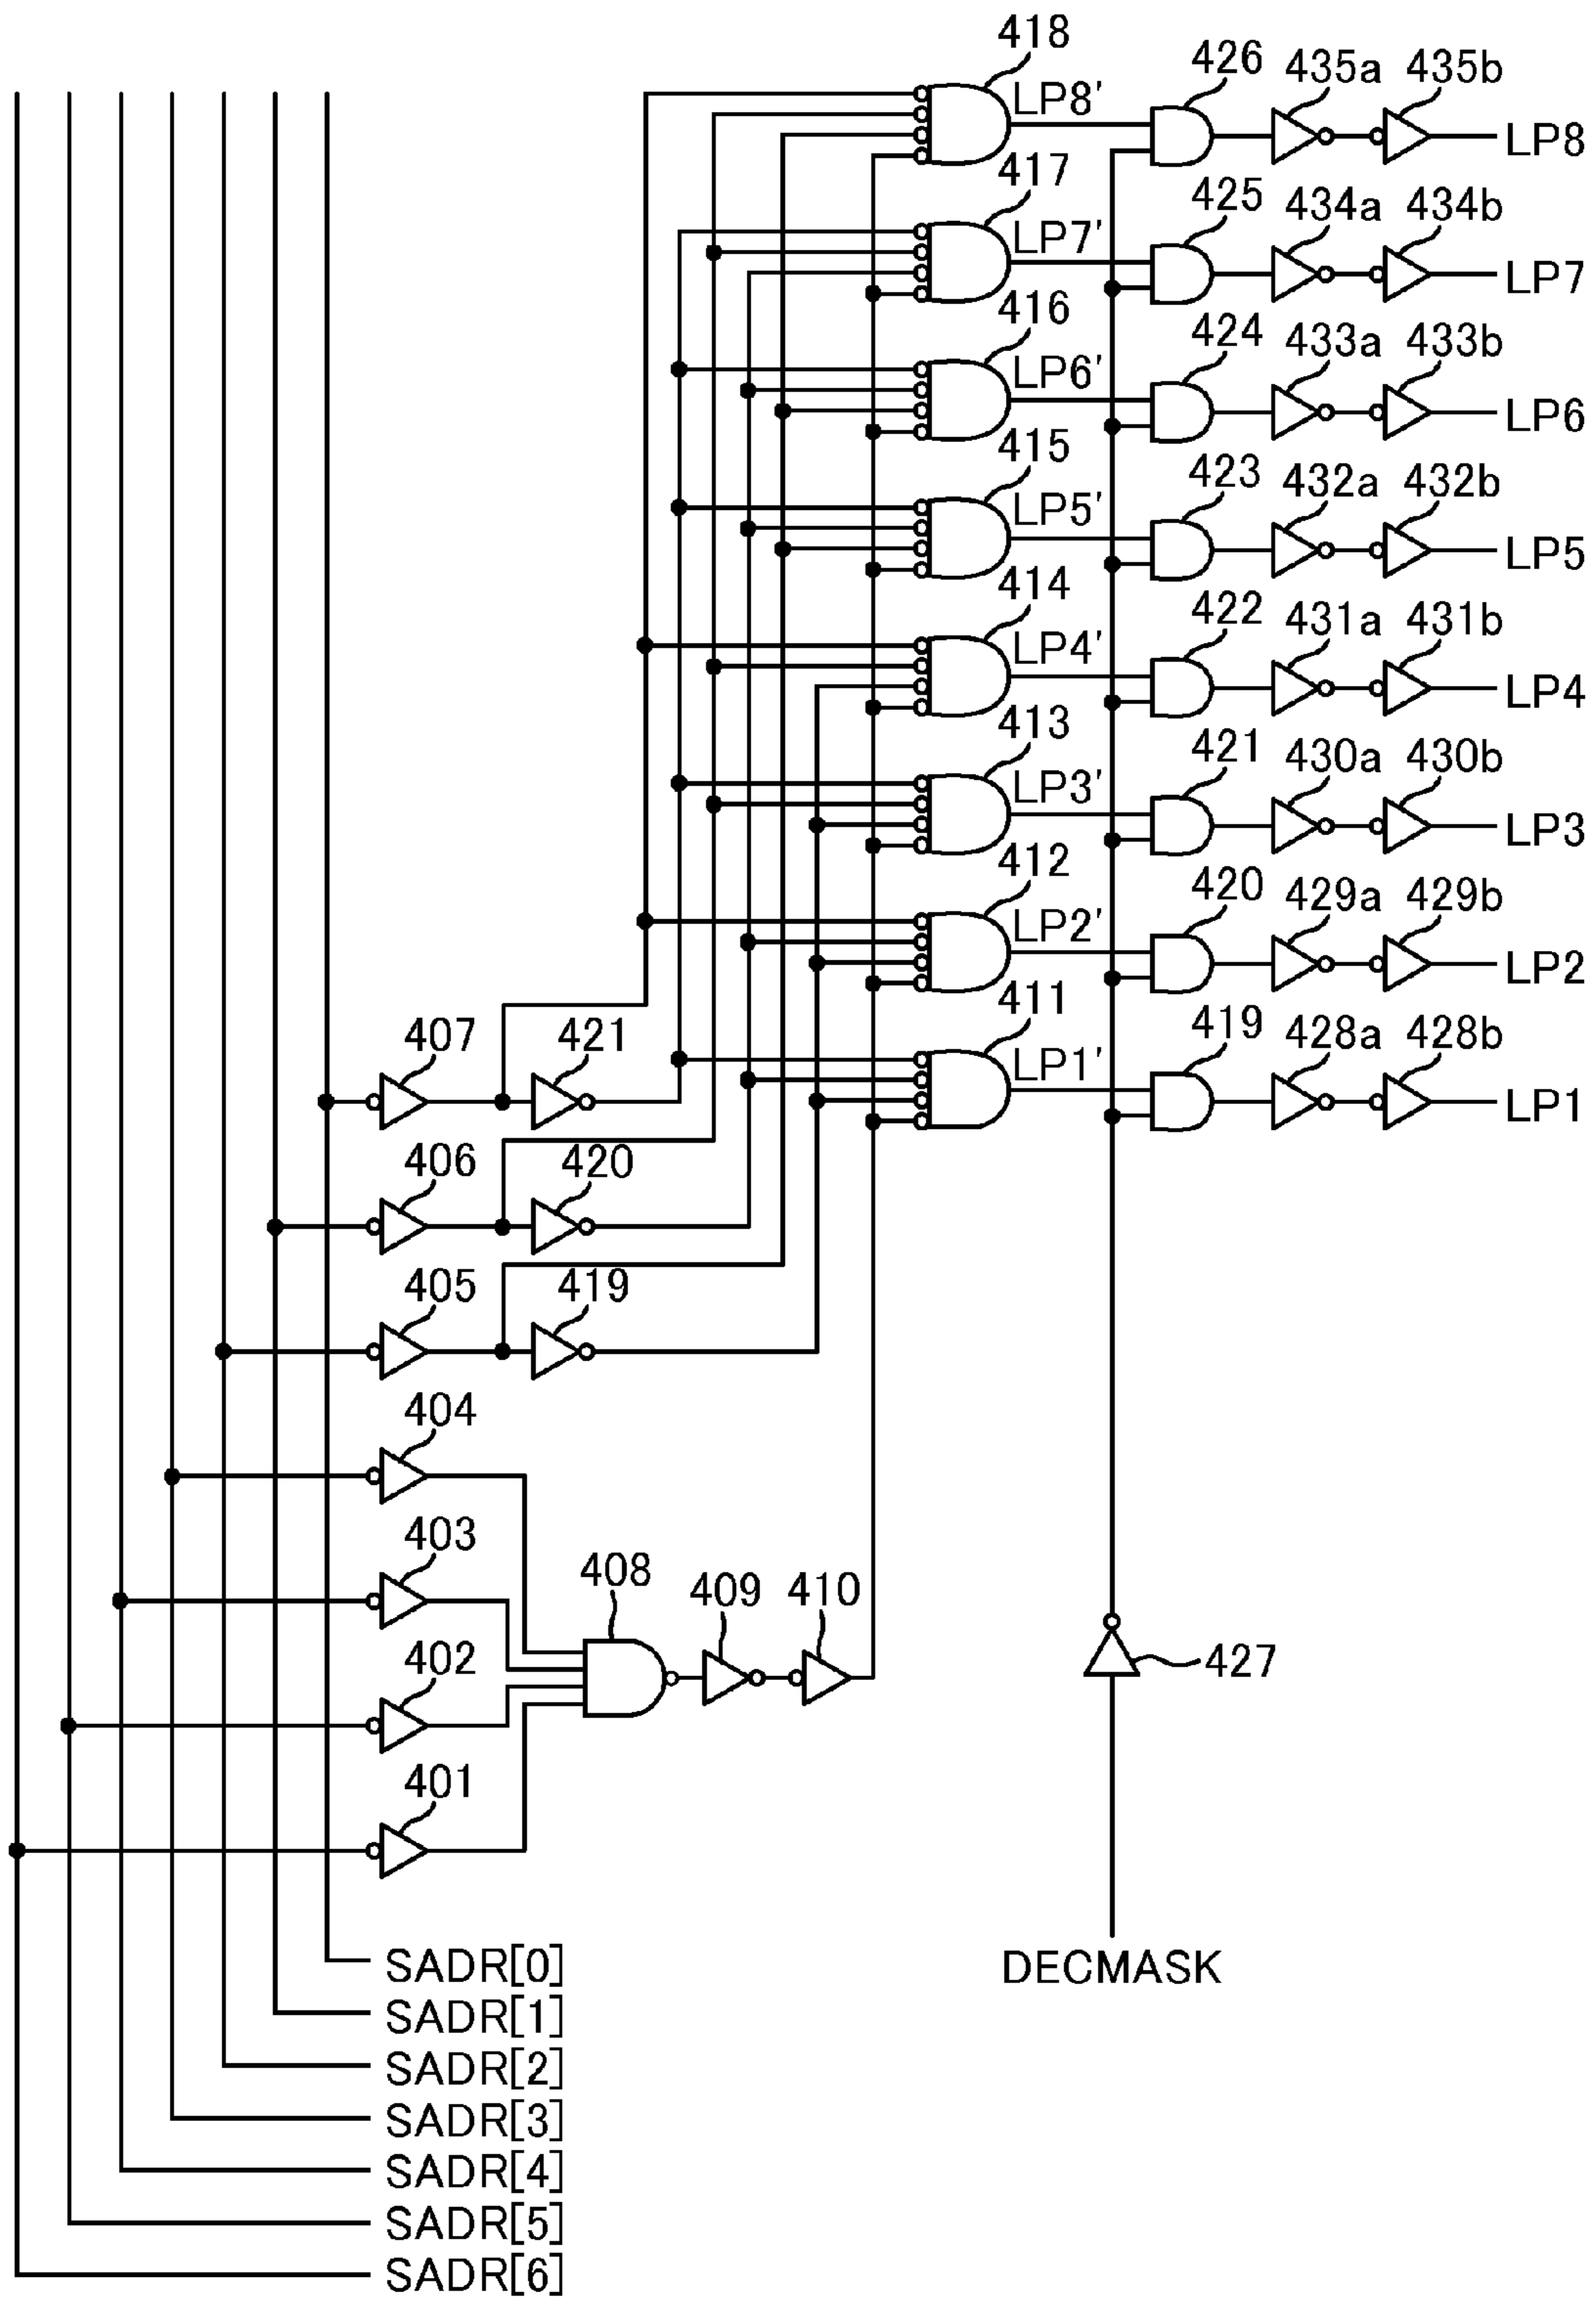 418
LP8'
426
435a
435b
LP8
417
LP7'
425
434a
434b
LP7
416
LP6'
424
433a
433b
LP6
415
LP5'
423
432a
432b
LP5
414
LP4'
422
431a
431b
LP4
413
LP3'
421
430a
430b
LP3
412
LP2'
420
429a
429b
LP2
411
LP1'
419
428a
428b
LP1
407
421
406
420
405
419
404
403
408
409
410
402
427
401
SADR[0]
DECMASK
SADR[1]
SADR[2]
SADR[3]
SADR[4]
SADR[5]
SADR[6]